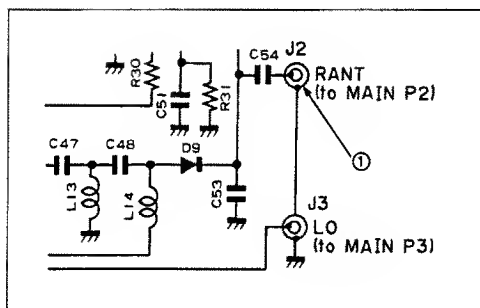 C54
J2
RANT
(to MAIN P2)
R30
C51
R31
①
C47
C48
D9
L13
L14
C53
J3
LO
(to MAIN P3)